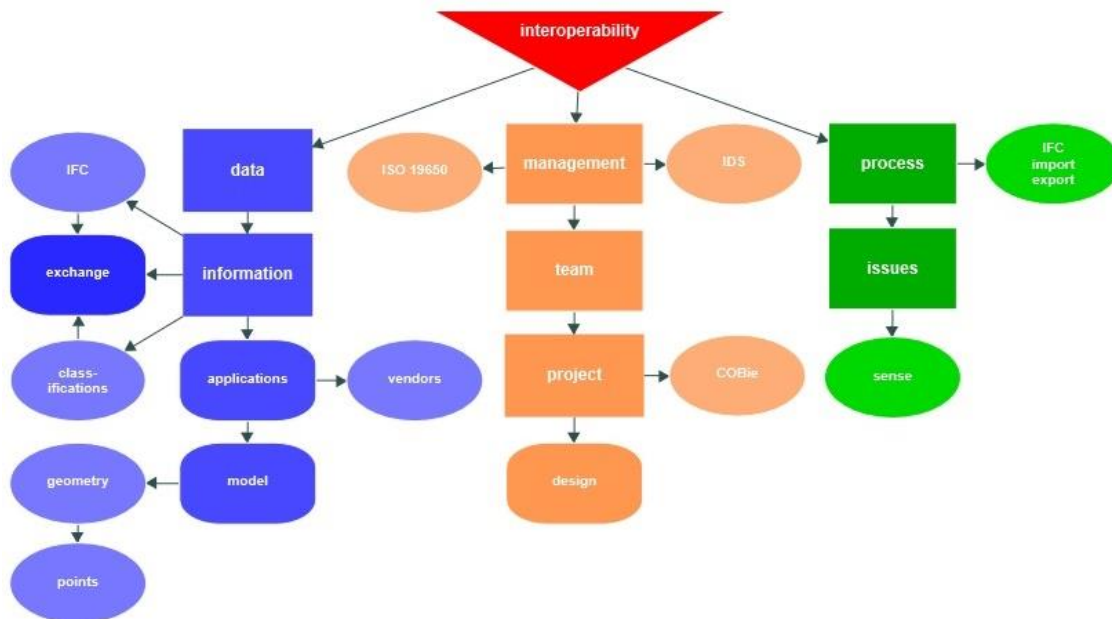 interoperability
IFC
data
ISO 19650
management
IDS
process
IFC
import
export
exchange
information
team
issues
class-
ifications
applications
vendors
project
COBie
sense
geometry
model
design
points